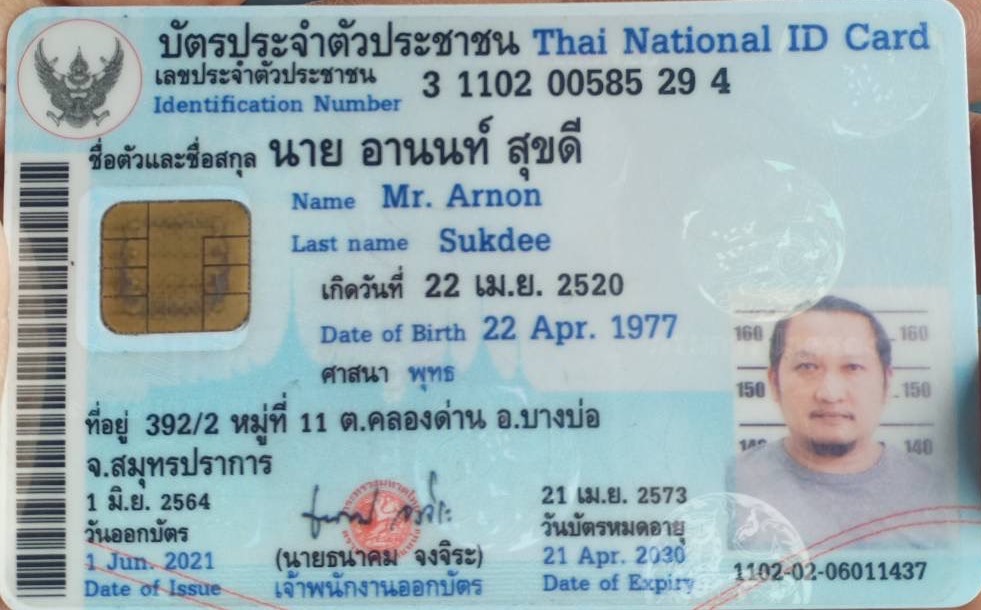 บัตรประจำตัวประชาชน Thai National ID Card
เลขประจำตัวประชาชน 3 1102 00585 29 4
Identification Number
ชื่อตัวและชื่อสกุล นาย อานนท์ สุขดี
Name Mr. Arnon
Last name Sukdee
เกิดวันที่ 22 เม.ย. 2520
Date of Birth 22 Apr. 1977
ศาสนา พุทธ
ที่อยู่ 392/2 หมู่ที่ 11 ต.คลองด่าน อ.บางบ่อ
จ.สมุทรปราการ
1 มิ.ย. 2564
วันออกบัตร
1 Jun. 2021
Date of Issue
(นายธนาคม จงจิระ)
เจ้าพนักงานออกบัตร
21 เม.ย. 2573
วันบัตรหมดอายุ
21 Apr. 2030
Date of Expiry
160 160
150 150
140 140
1102-02-06011437